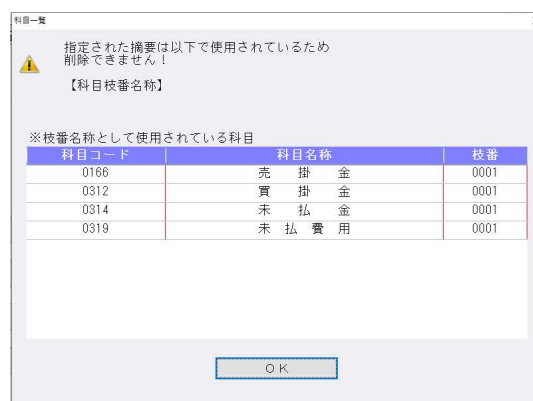 科目一覧
指定された摘要は以下で使用されているため
削除できません！
【科目枝番名称】
※枝番名称として使用されている科目
科目コード 科目名称 枝番
0166 売 掛 金 0001
0312 買 掛 金 0001
0314 未 払 金 0001
0319 未 払 費 用 0001
ＯＫ